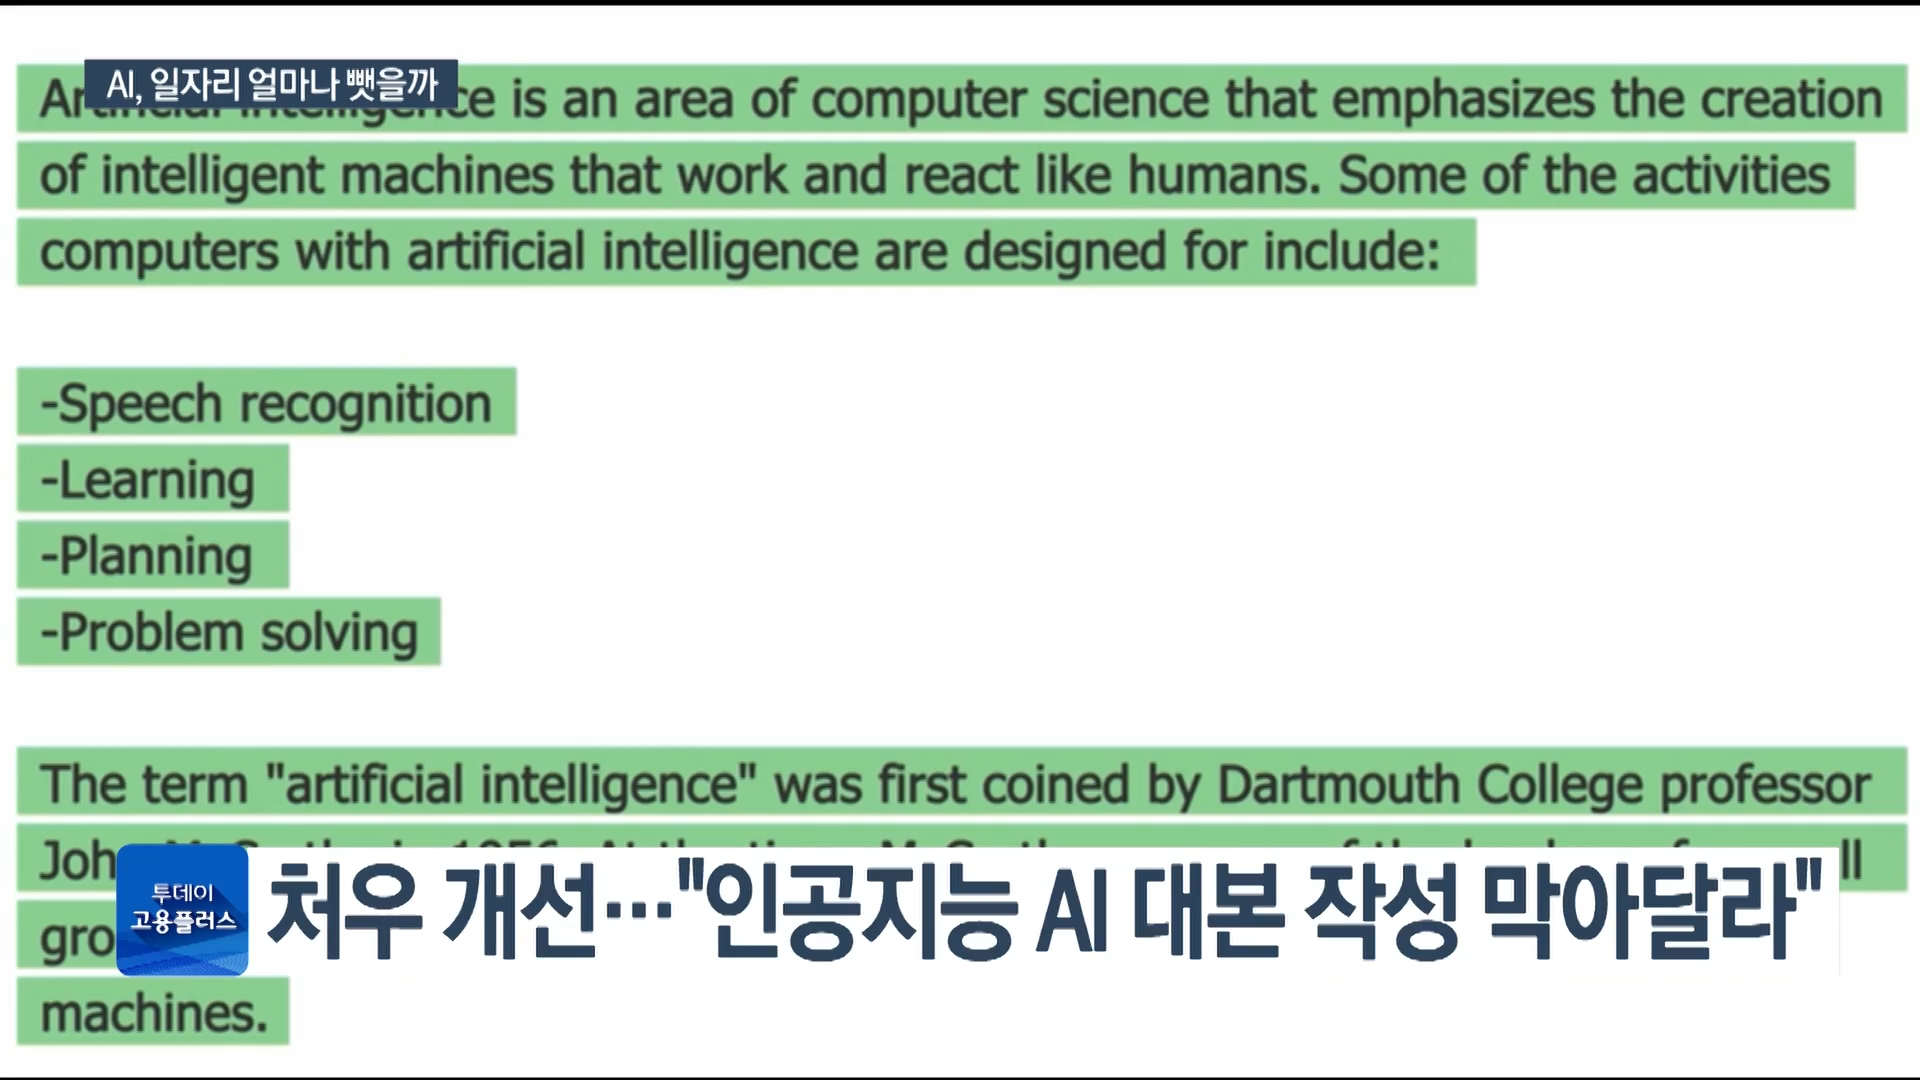 AI, 일자리 얼마나 뺏을까
is an area of computer science that emphasizes the creation
of intelligent machines that work and react like humans. Some of the activities
computers with artificial intelligence are designed for include:
-Speech recognition
-Learning
-Planning
-Problem solving
The term "artificial intelligence" was first coined by Dartmouth College professor
투데이
고용플러스
처우 개선…"인공지능 AI 대본 작성 막아달라"
machines.